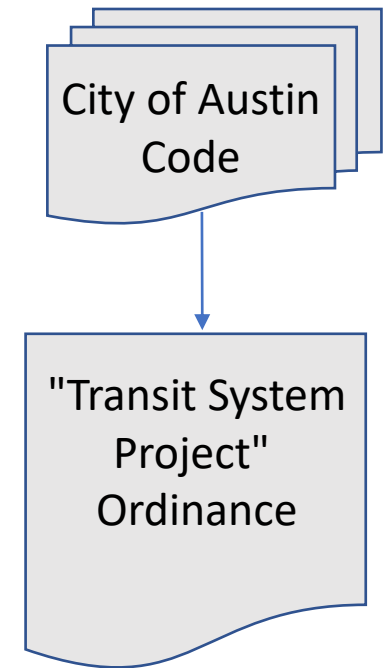 City of Austin
Code
"Transit System
Project"
Ordinance